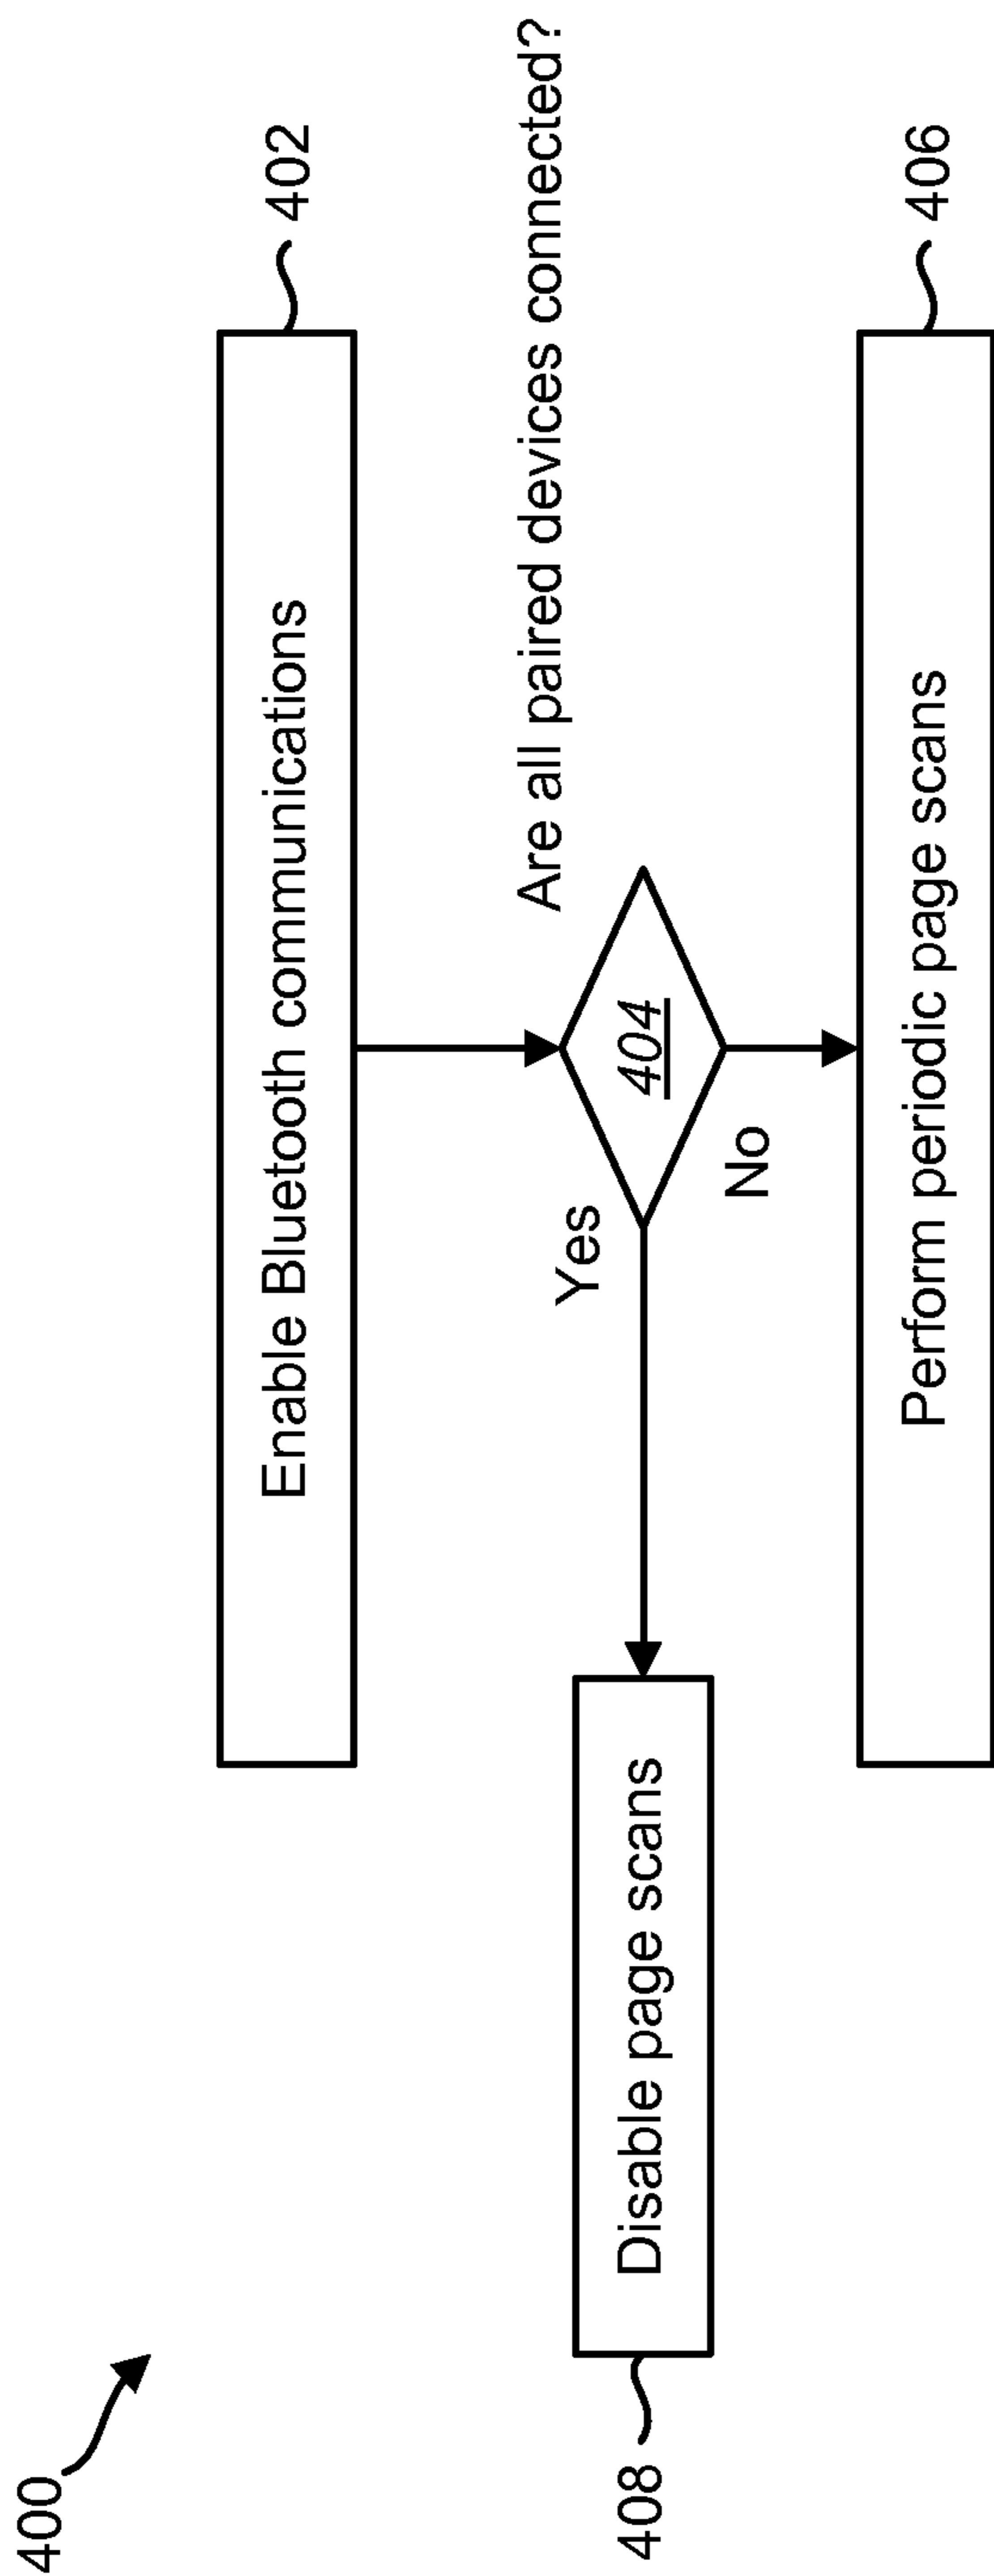 400
Enable Bluetooth communications
402
Are all paired devices connected?
404
Yes
No
Disable page scans
408
Perform periodic page scans
406